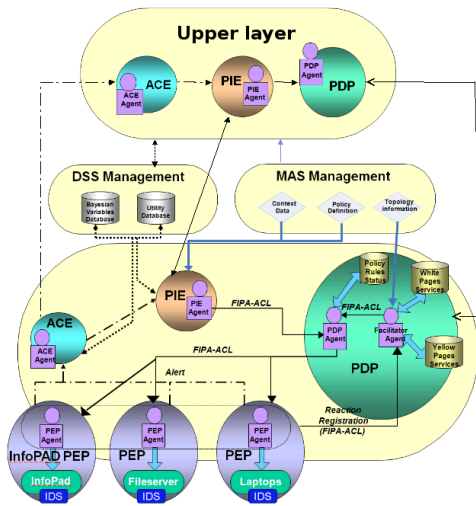 Upper layer
ACE
ACE
Agent
PIE
PIE
Agent
PDP
Agent
PDP
DSS Management
Bayesian
Variables
Database
Utility
Database
MAS Management
Context
Data
Policy
Definition
Topology
information
PIE
PIE
Agent
FIPA-ACL
ACE
ACE
Agent
Policy
Rules
Status
White
Pages
Services
FIPA-ACL
PDP
Agent
Facilitator
Agent
Yellow
Pages
Services
PDP
FIPA-ACL
Alert
Reaction
Registration
(FIPA-ACL)
PEP
Agent
InfoPAD PEP
InfoPad
IDS
PEP
Agent
PEP
Fileserver
IDS
PEP
Agent
PEP
Laptops
IDS